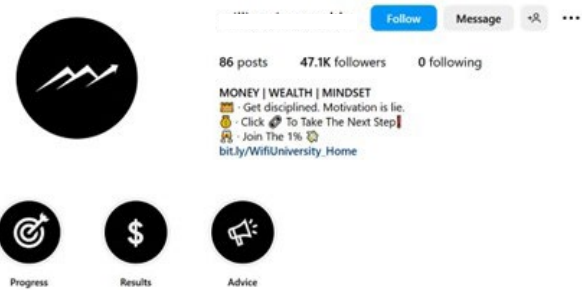 Follow Message
86 posts 47.1K followers 0 following
MONEY | WEALTH | MINDSET
· Get disciplined. Motivation is lie.
· Click To Take The Next Step
· Join The 1%
bit.ly/WifiUniversity_Home
$
Progress Results Advice